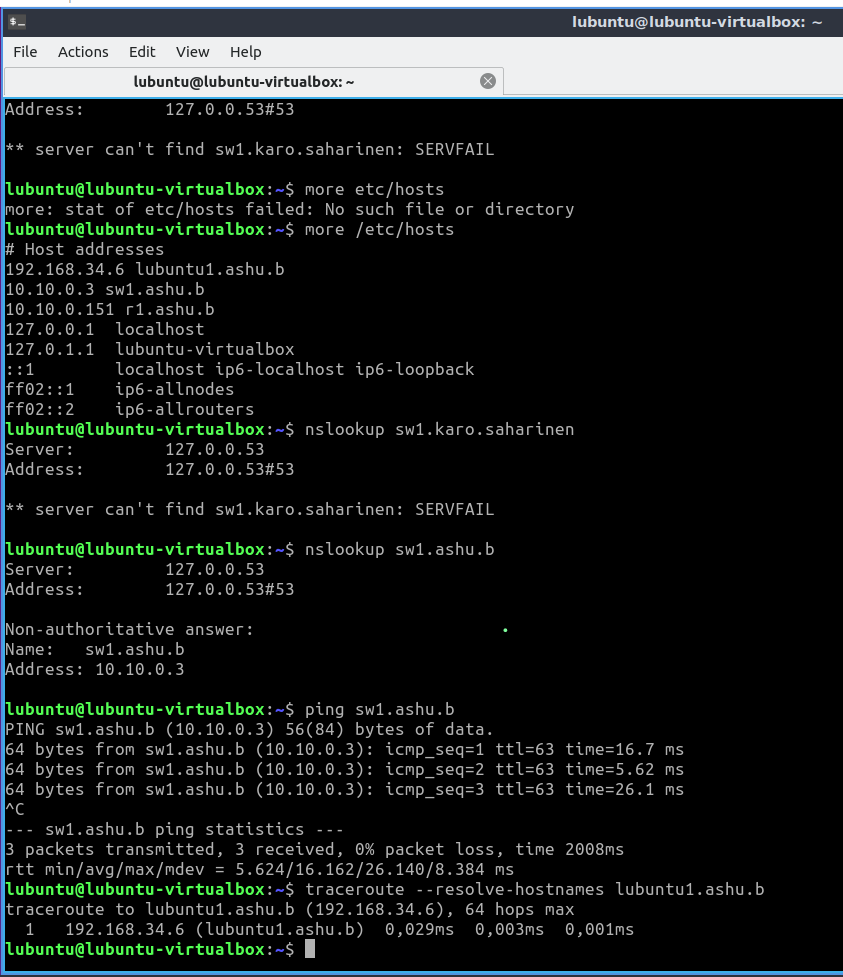 lubuntu@lubuntu-virtualbox: ~
File Actions Edit View Help
lubuntu@lubuntu-virtualbox: ~
Address:        127.0.0.53#53
** server can't find sw1.karo.saharinen: SERVFAIL
lubuntu@lubuntu-virtualbox:~$ more etc/hosts
more: stat of etc/hosts failed: No such file or directory
lubuntu@lubuntu-virtualbox:~$ more /etc/hosts
# Host addresses
192.168.34.6 lubuntu1.ashu.b
10.10.0.3 sw1.ashu.b
10.10.0.151 r1.ashu.b
127.0.0.1  localhost
127.0.1.1  lubuntu-virtualbox
::1        localhost ip6-localhost ip6-loopback
ff02::1    ip6-allnodes
ff02::2    ip6-allrouters
lubuntu@lubuntu-virtualbox:~$ nslookup sw1.karo.saharinen
Server:         127.0.0.53
Address:        127.0.0.53#53
** server can't find sw1.karo.saharinen: SERVFAIL
lubuntu@lubuntu-virtualbox:~$ nslookup sw1.ashu.b
Server:         127.0.0.53
Address:        127.0.0.53#53
Non-authoritative answer:
Name:   sw1.ashu.b
Address: 10.10.0.3
lubuntu@lubuntu-virtualbox:~$ ping sw1.ashu.b
PING sw1.ashu.b (10.10.0.3) 56(84) bytes of data.
64 bytes from sw1.ashu.b (10.10.0.3): icmp_seq=1 ttl=63 time=16.7 ms
64 bytes from sw1.ashu.b (10.10.0.3): icmp_seq=2 ttl=63 time=5.62 ms
64 bytes from sw1.ashu.b (10.10.0.3): icmp_seq=3 ttl=63 time=26.1 ms
^C
--- sw1.ashu.b ping statistics ---
3 packets transmitted, 3 received, 0% packet loss, time 2008ms
rtt min/avg/max/mdev = 5.624/16.162/26.140/8.384 ms
lubuntu@lubuntu-virtualbox:~$ traceroute --resolve-hostnames lubuntu1.ashu.b
traceroute to lubuntu1.ashu.b (192.168.34.6), 64 hops max
  1   192.168.34.6 (lubuntu1.ashu.b)  0,029ms  0,003ms  0,001ms
lubuntu@lubuntu-virtualbox:~$